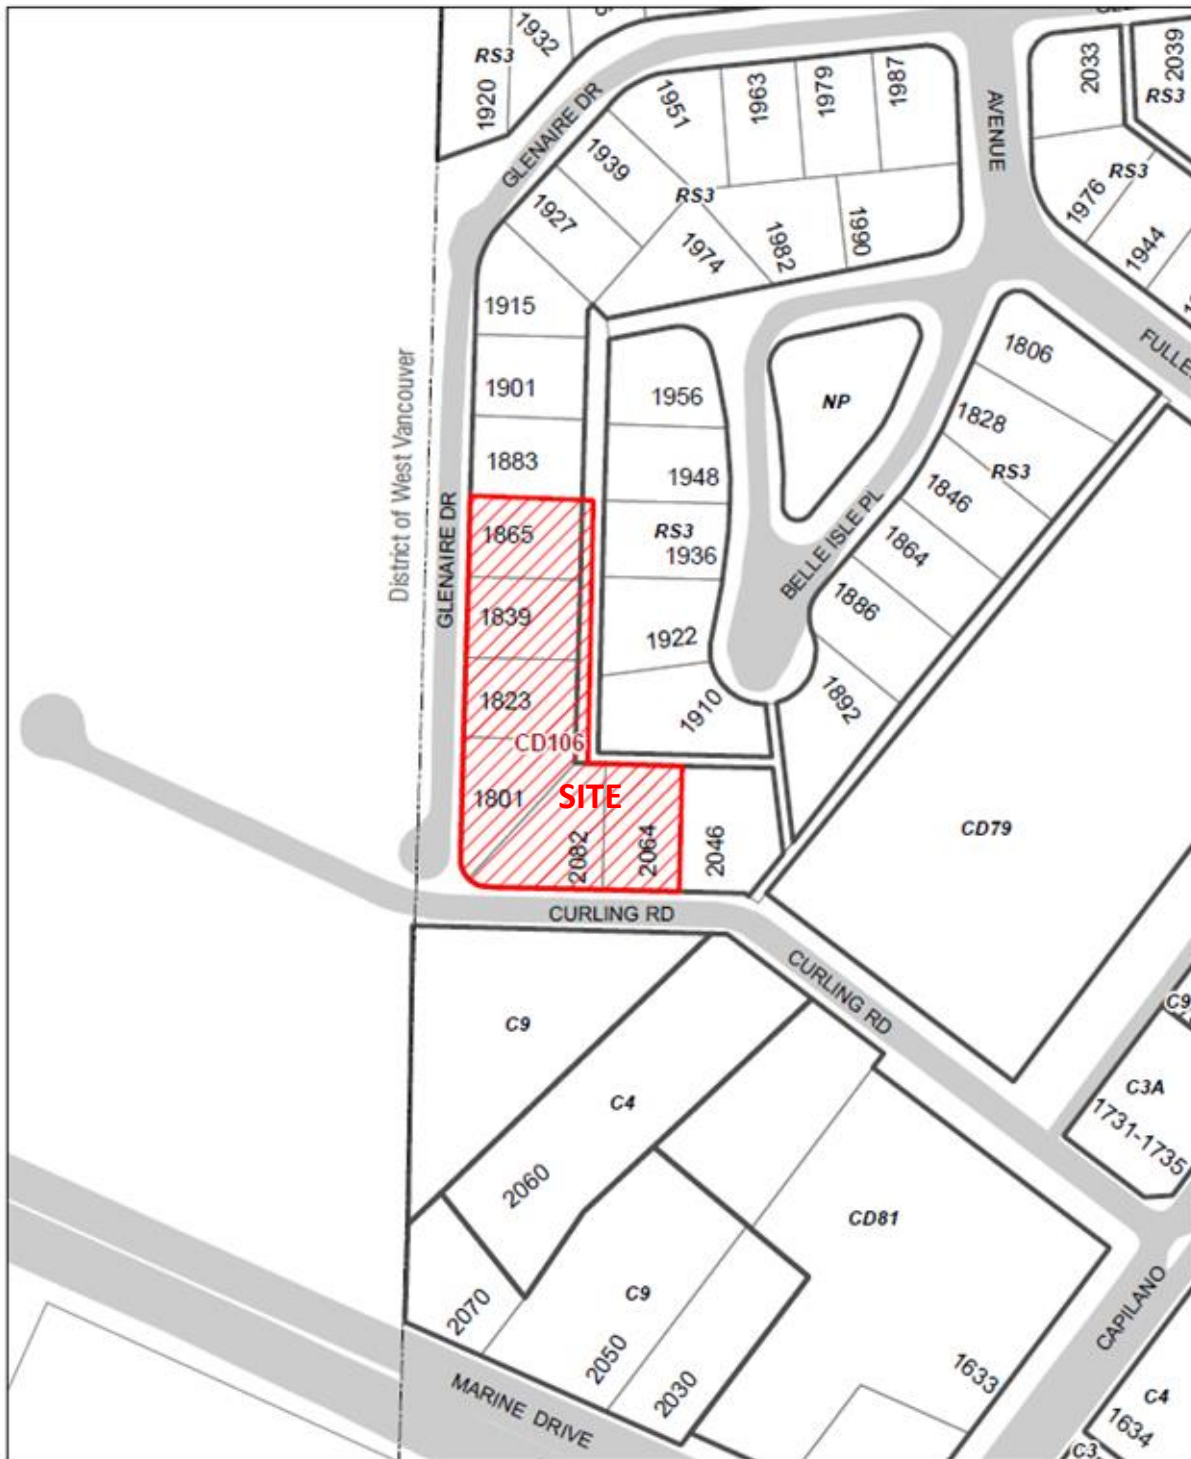 1932
RS3
1920
GLENAIRE DR
1951
1963
1979
1987
AVENUE
2033
2039
RS3
1939
1927
RS3
1974
1982
1990
RS3
1976
1944
1915
1901
1883
District of West Vancouver
GLENAIRE DR
1956
1948
RS3
1936
1922
1910
NP
BELLE ISLE PL
1806
1828
RS3
1846
1864
1886
1892
FULLE
1865
1839
1823
CD106
1801
SITE
2082
2064
2046
CD79
CURLING RD
CURLING RD
C9
C9
C3A
1731-1735
C4
2060
CD81
C9
2070
2050
2030
1633
CAPILANO
MARINE DRIVE
C4
1634
C3